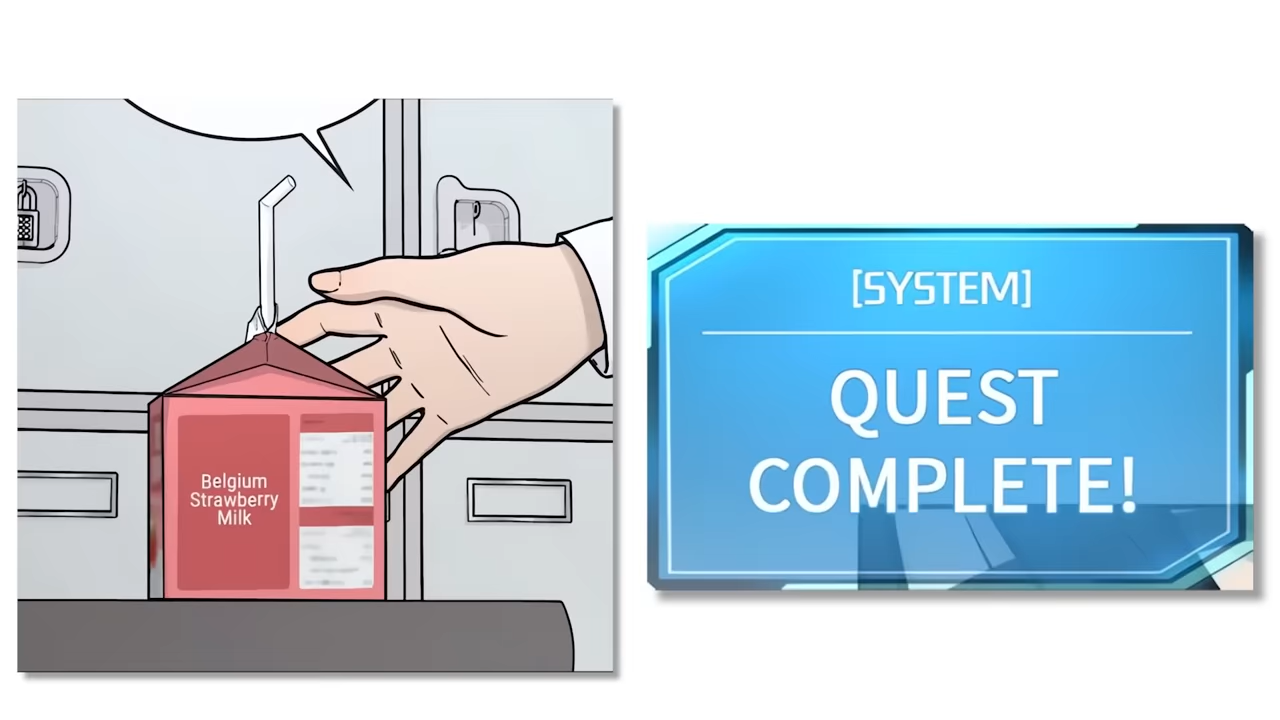 Belgium
Strawberry
Milk
[SYSTEM]
QUEST
COMPLETE!